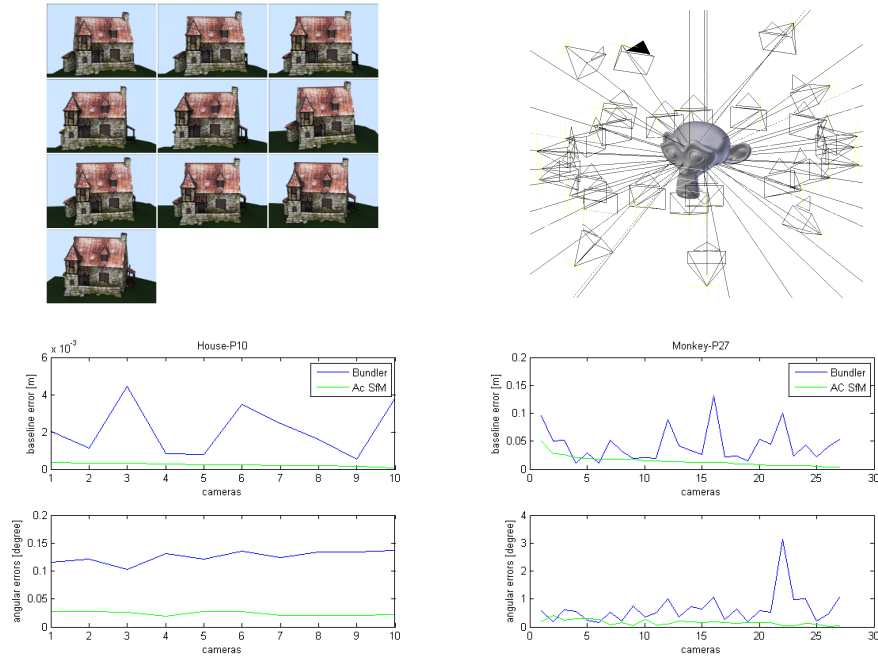 House-P10
x 10^-3
6
4
2
0
baseline error [m]
Bundler
Ac SfM
1 2 3 4 5 6 7 8 9 10
cameras
Monkey-P27
0.2
0.15
0.1
0.05
0
baseline error [m]
Bundler
AC SfM
0 5 10 15 20 25 30
cameras
0.2
0.15
0.1
0.05
0
angular errors [degree]
1 2 3 4 5 6 7 8 9 10
cameras
4
3
2
1
0
angular errors [degree]
0 5 10 15 20 25 30
cameras